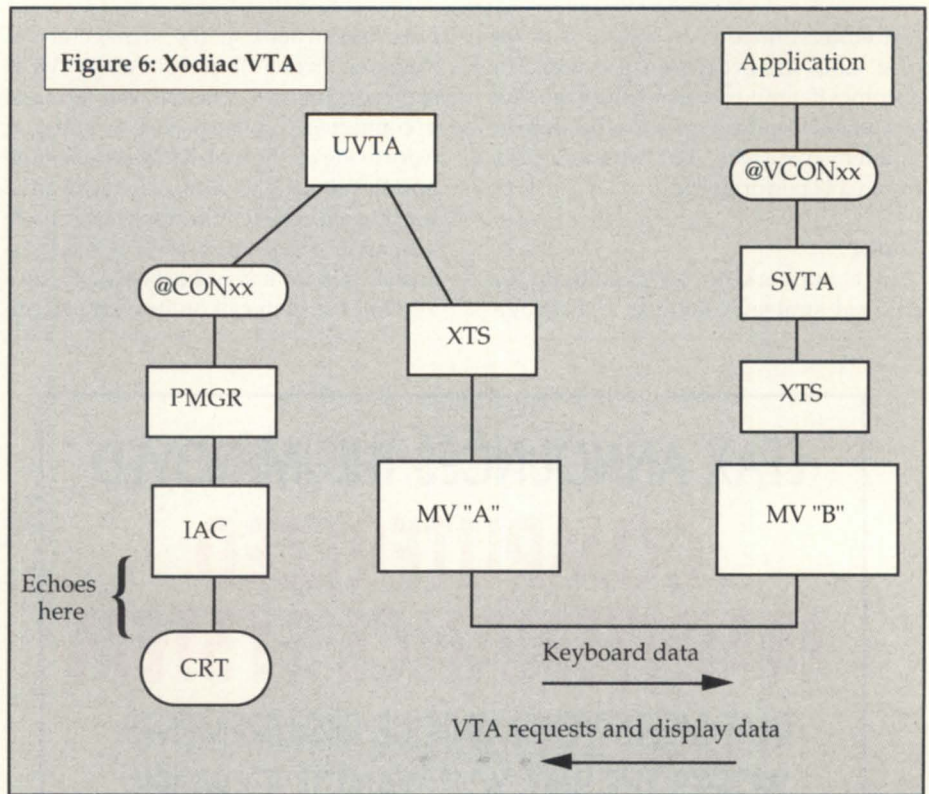 Figure 6: Xodiac VTA
Application
UVTA
@VCONxx
@CONxx
SVTA
XTS
XTS
PMGR
MV "A"
MV "B"
IAC
Echoes
here
CRT
Keyboard data
VTA requests and display data